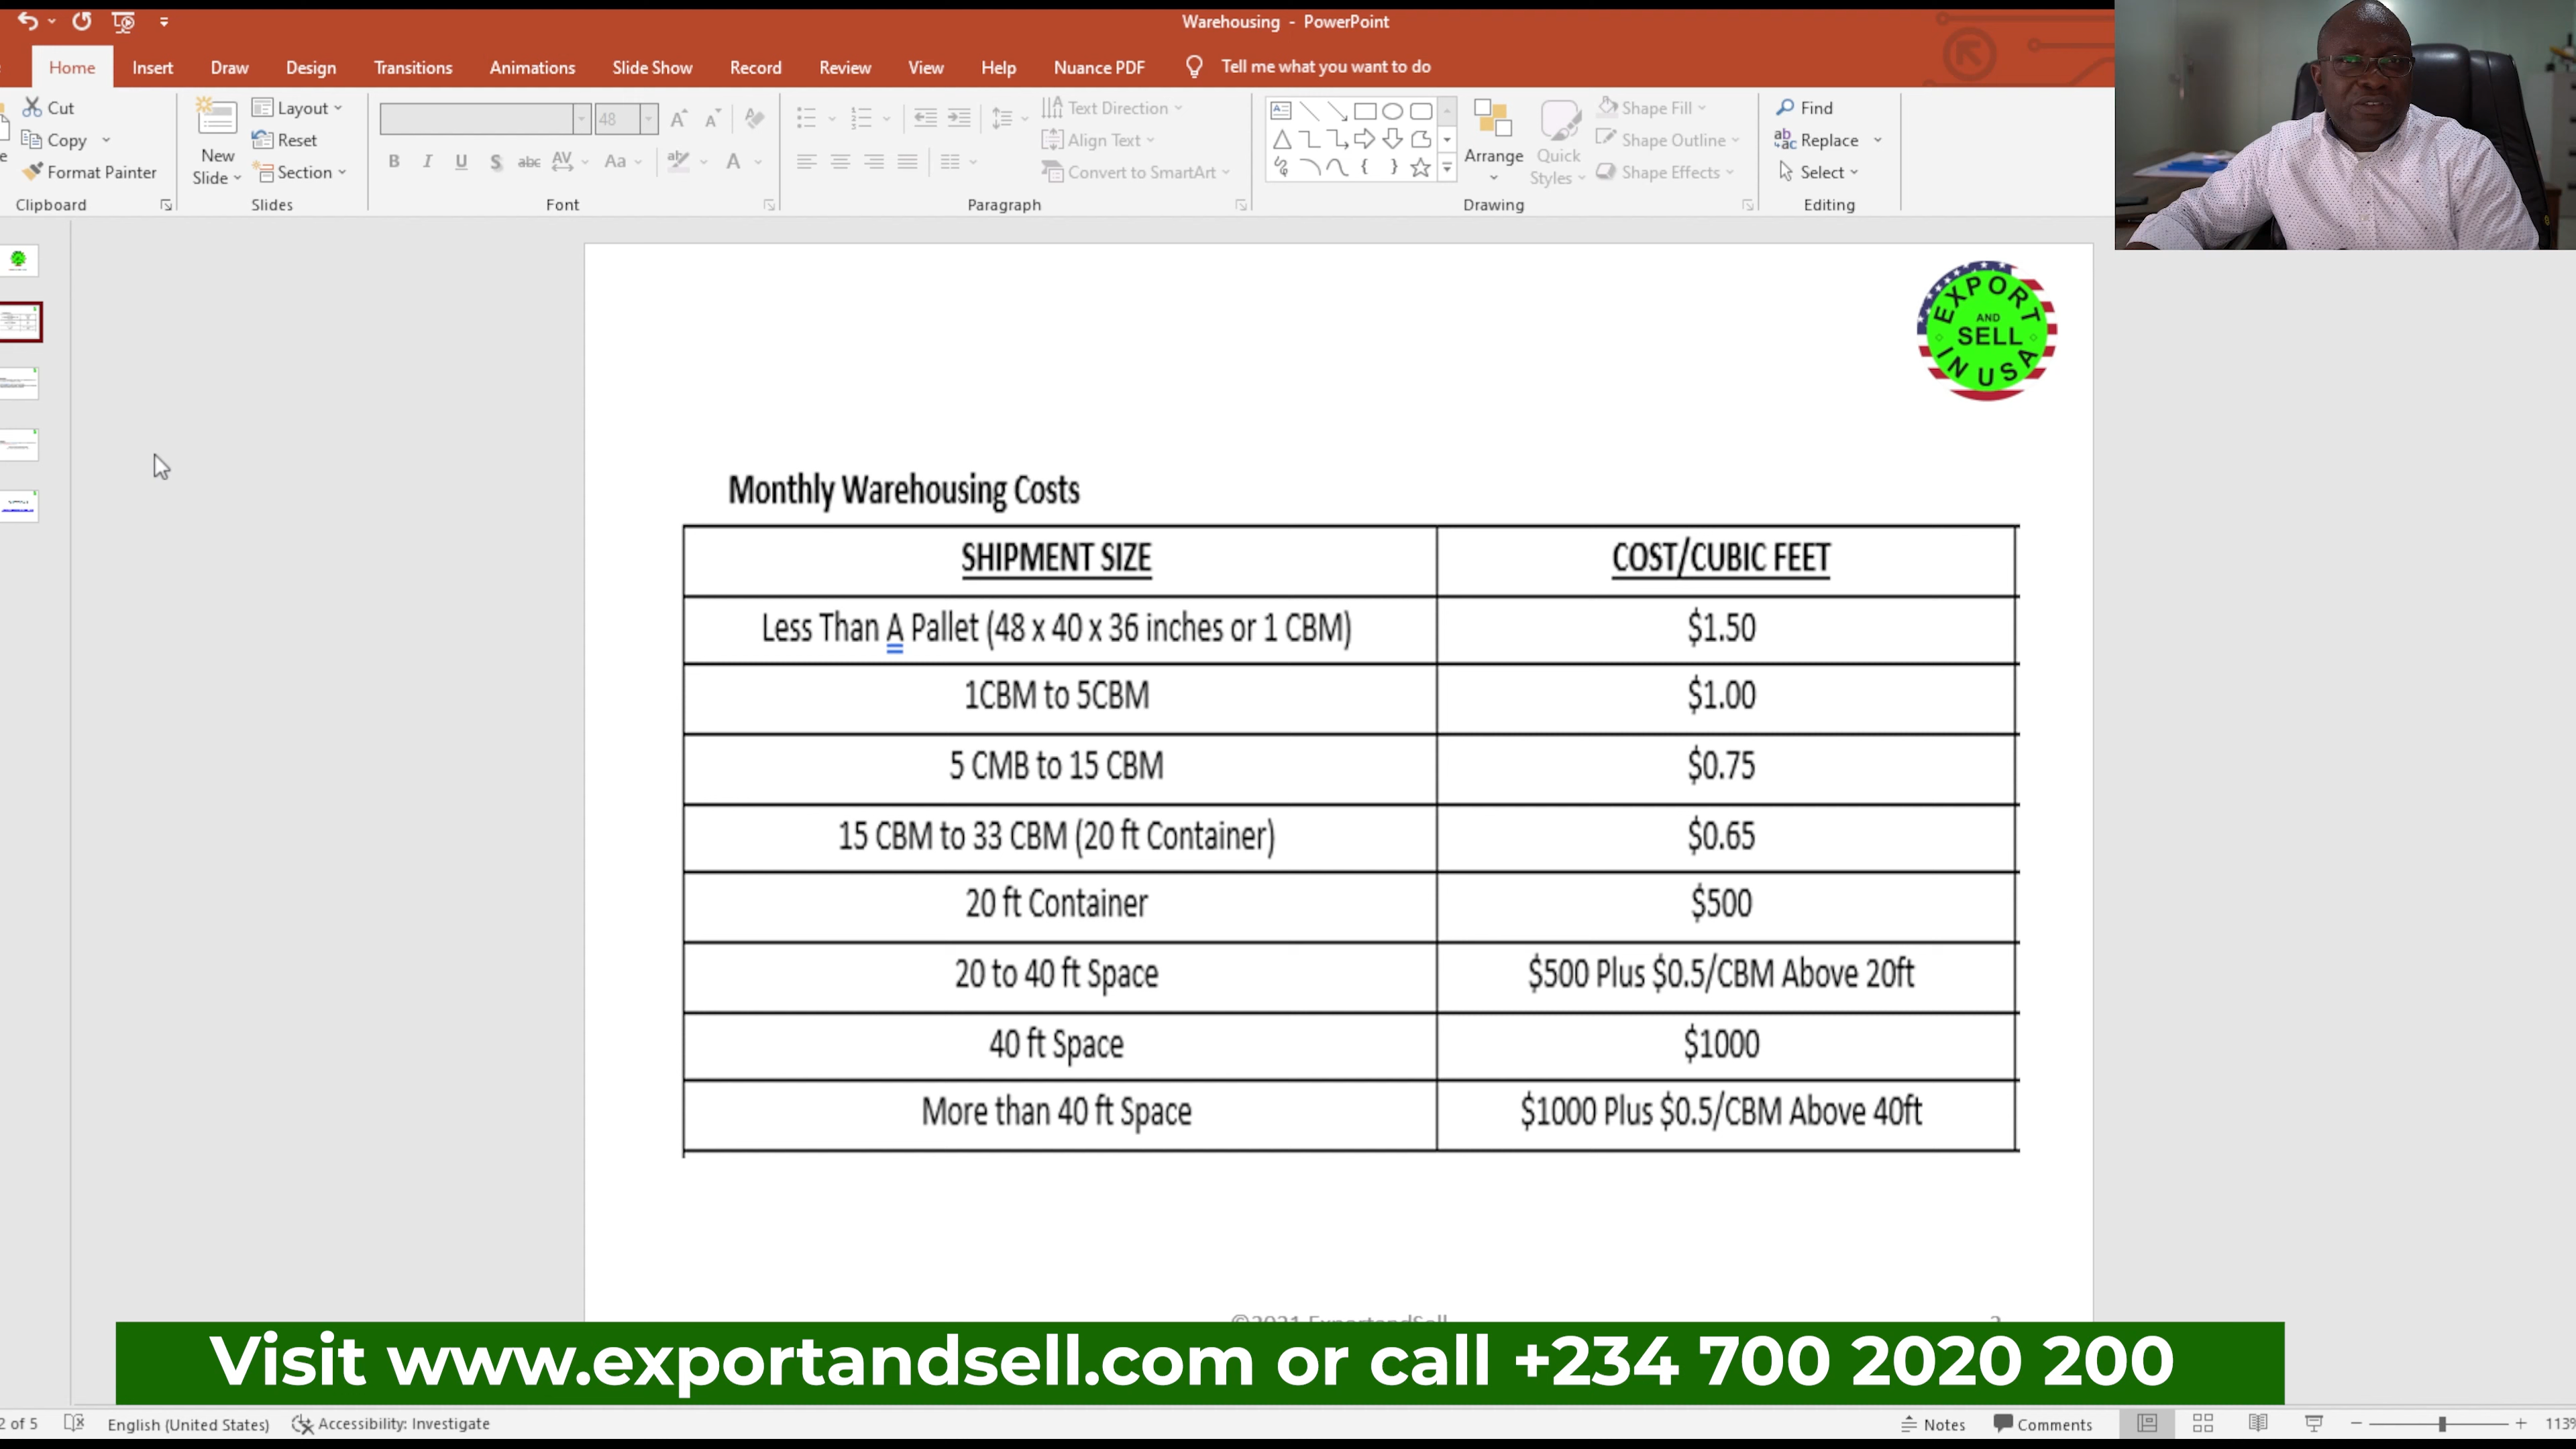 Warehousing - PowerPoint
Home Insert Draw Design Transitions Animations Slide Show Record Review View Help Nuance PDF Tell me what you want to do
Cut
Copy
Format Painter
Clipboard
New
Slide
Layout
Reset
Section
Slides
48
B I U S abc AV Aa A
Font
Text Direction
Align Text
Convert to SmartArt
Paragraph
Arrange
Quick
Styles
Shape Fill
Shape Outline
Shape Effects
Drawing
Find
Replace
Select
Editing
EXPORT
AND
SELL
IN USA
Monthly Warehousing Costs
SHIPMENT SIZE COST/CUBIC FEET
Less Than A Pallet (48 x 40 x 36 inches or 1 CBM) $1.50
1CBM to 5CBM $1.00
5 CMB to 15 CBM $0.75
15 CBM to 33 CBM (20 ft Container) $0.65
20 ft Container $500
20 to 40 ft Space $500 Plus $0.5/CBM Above 20ft
40 ft Space $1000
More than 40 ft Space $1000 Plus $0.5/CBM Above 40ft
©2021 ExportandSell
Visit www.exportandsell.com or call +234 700 2020 200
2 of 5 English (United States) Accessibility: Investigate Notes Comments 113%